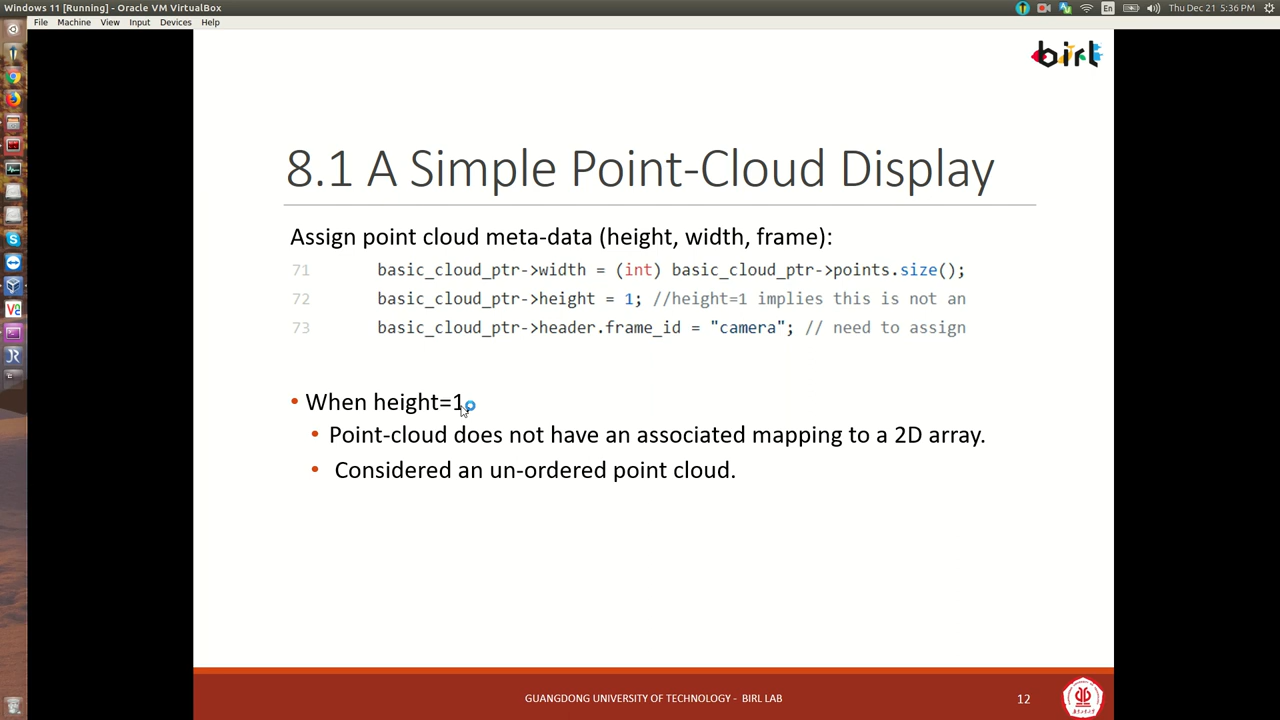 Windows 11 [Running] - Oracle VM VirtualBox
En
Thu Dec 21 5:36 PM
File Machine View Input Devices Help
birl
8.1 A Simple Point-Cloud Display
Assign point cloud meta-data (height, width, frame):
71 basic_cloud_ptr->width = (int) basic_cloud_ptr->points.size();
72 basic_cloud_ptr->height = 1; //height=1 implies this is not an
73 basic_cloud_ptr->header.frame_id = "camera"; // need to assign
• When height=1,
• Point-cloud does not have an associated mapping to a 2D array.
• Considered an un-ordered point cloud.
GUANGDONG UNIVERSITY OF TECHNOLOGY - BIRL LAB
12